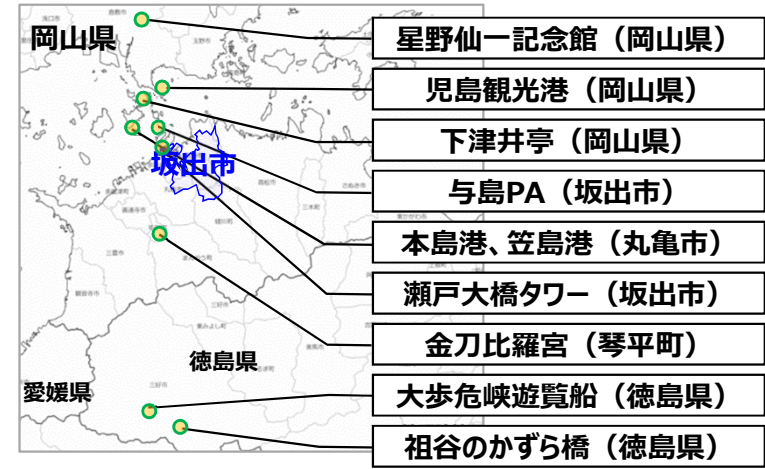 岡山県
坂出市
徳島県
愛媛県
星野仙一記念館（岡山県）
児島観光港（岡山県）
下津井亭（岡山県）
与島PA（坂出市）
本島港、笠島港（丸亀市）
瀬戸大橋タワー（坂出市）
金刀比羅宮（琴平町）
大歩危峡遊覧船（徳島県）
祖谷のかずら橋（徳島県）